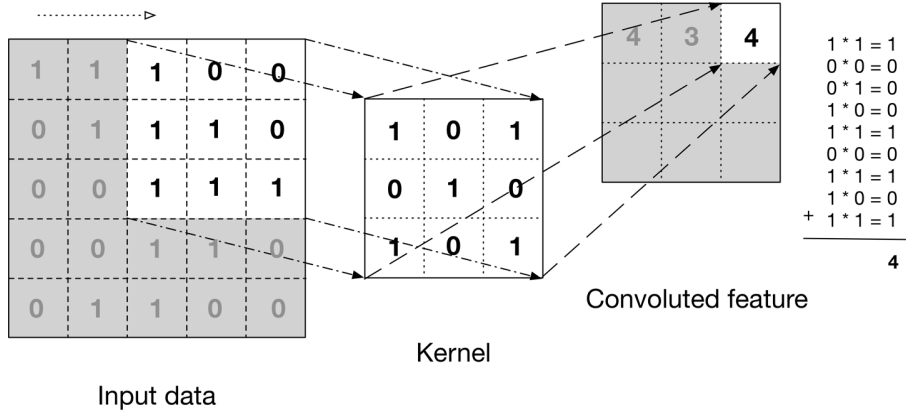 1 1 1 0 0
0 1 1 1 0
0 0 1 1 1
0 0 1 1 0
0 1 1 0 0
Input data
1 0 1
0 1 0
1 0 1
Kernel
4 3 4
Convoluted feature
1 * 1 = 1
0 * 0 = 0
0 * 1 = 0
1 * 0 = 0
1 * 1 = 1
0 * 0 = 0
1 * 1 = 1
1 * 0 = 0
+ 1 * 1 = 1
4